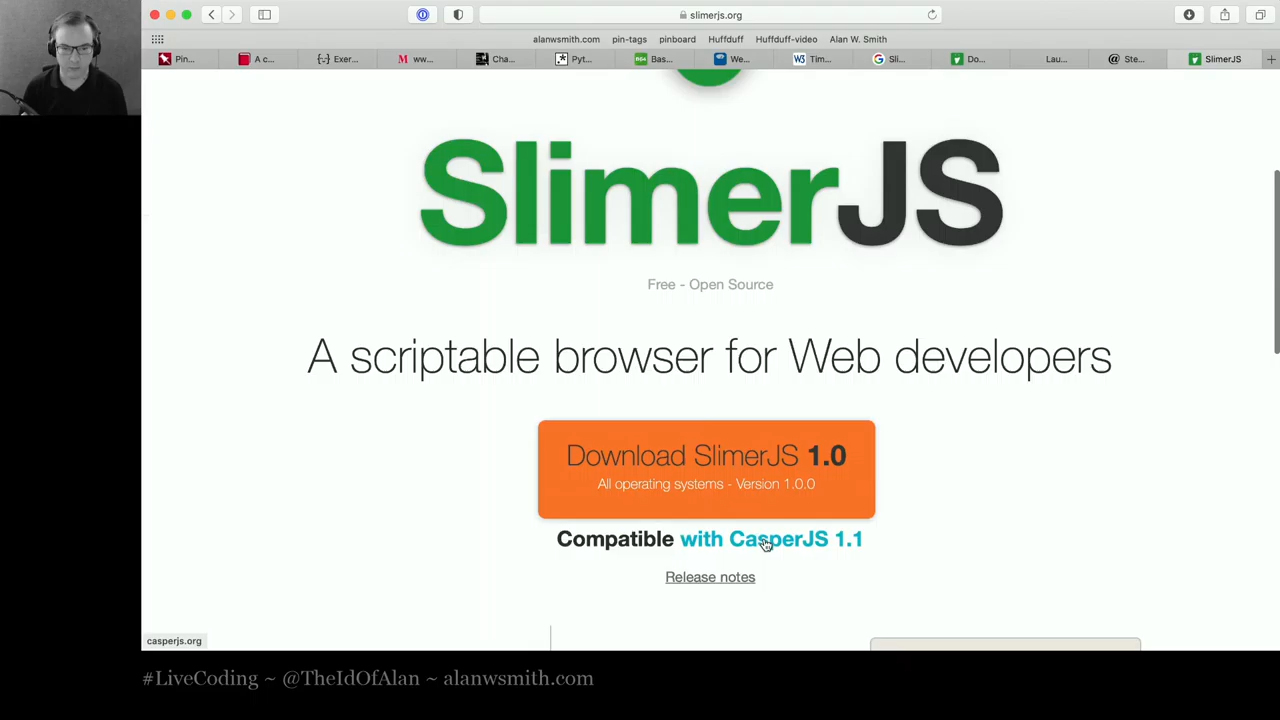 slimerjs.org
alanwsmith.com pin-tags pinboard Huffduff Huffduff-video Alan W. Smith
Pin... A c... Exer... ww... Cha... Pyt... Bas... We... Tim... Sli... Do... Lau... Ste... SlimerJS
SlimerJS
Free - Open Source
A scriptable browser for Web developers
Download SlimerJS 1.0
All operating systems - Version 1.0.0
Compatible with CasperJS 1.1
Release notes
casperjs.org
#LiveCoding ~ @TheIdOfAlan ~ alanwsmith.com